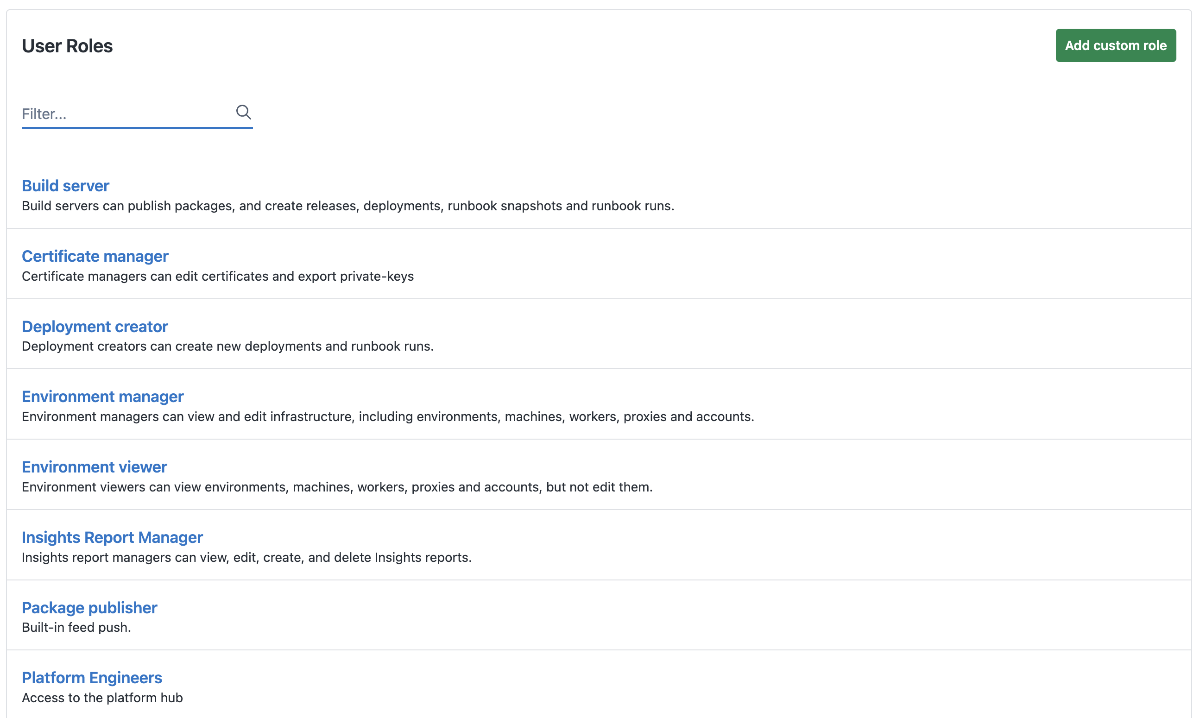 User Roles
Add custom role
Filter...
Build server
Build servers can publish packages, and create releases, deployments, runbook snapshots and runbook runs.
Certificate manager
Certificate managers can edit certificates and export private-keys
Deployment creator
Deployment creators can create new deployments and runbook runs.
Environment manager
Environment managers can view and edit infrastructure, including environments, machines, workers, proxies and accounts.
Environment viewer
Environment viewers can view environments, machines, workers, proxies and accounts, but not edit them.
Insights Report Manager
Insights report managers can view, edit, create, and delete Insights reports.
Package publisher
Built-in feed push.
Platform Engineers
Access to the platform hub